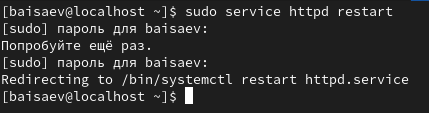 [baisaev@localhost ~]$ sudo service httpd restart
[sudo] пароль для baisaev:
Попробуйте ещё раз.
[sudo] пароль для baisaev:
Redirecting to /bin/systemctl restart httpd.service
[baisaev@localhost ~]$